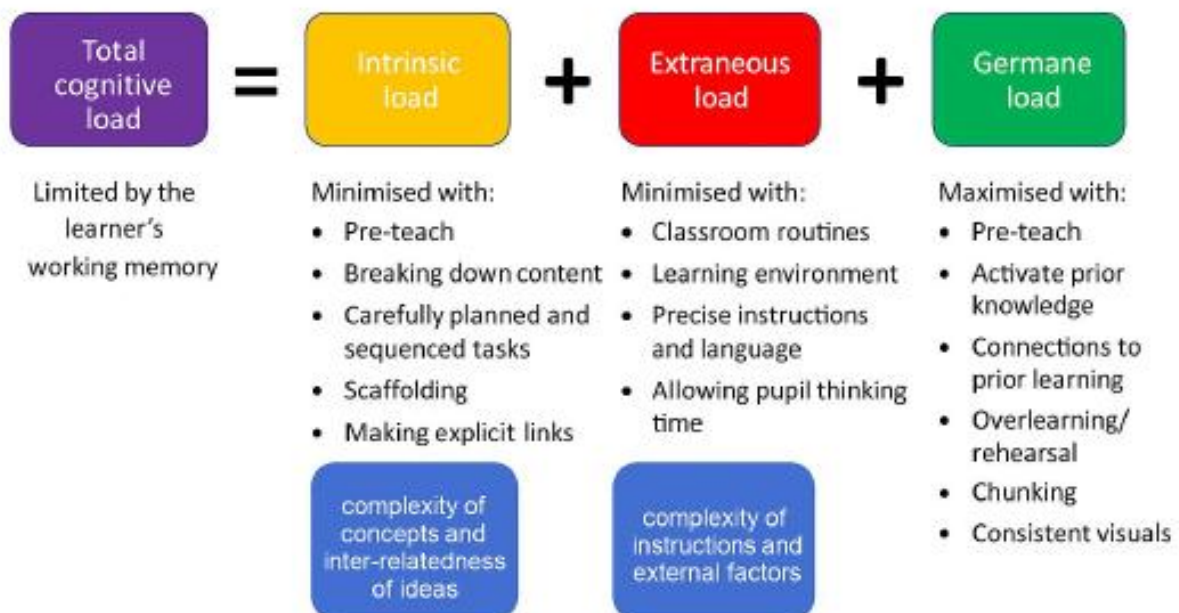 Total
cognitive
load
=
Intrinsic
load
+
Extraneous
load
+
Germane
load
Limited by the
learner's
working memory
Minimised with:
• Pre-teach
• Breaking down content
• Carefully planned and
sequenced tasks
• Scaffolding
• Making explicit links
complexity of
concepts and
inter-relatedness
of ideas
Minimised with:
• Classroom routines
• Learning environment
• Precise instructions
and language
• Allowing pupil thinking
time
complexity of
instructions and
external factors
Maximised with:
• Pre-teach
• Activate prior
knowledge
• Connections to
prior learning
• Overlearning/
rehearsal
• Chunking
• Consistent visuals